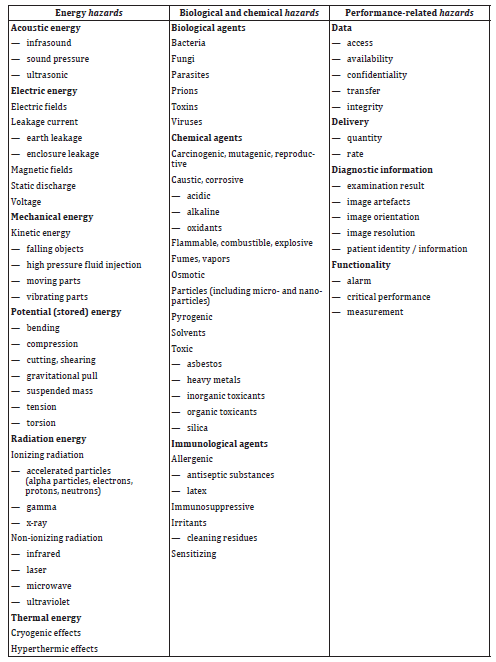 Energy hazards
Acoustic energy
— infrasound
— sound pressure
— ultrasonic
Electric energy
Electric fields
Leakage current
— earth leakage
— enclosure leakage
Magnetic fields
Static discharge
Voltage
Mechanical energy
Kinetic energy
— falling objects
— high pressure fluid injection
— moving parts
— vibrating parts
Potential (stored) energy
— bending
— compression
— cutting, shearing
— gravitational pull
— suspended mass
— tension
— torsion
Radiation energy
Ionizing radiation
— accelerated particles
(alpha particles, electrons,
protons, neutrons)
— gamma
— x-ray
Non-ionizing radiation
— infrared
— laser
— microwave
— ultraviolet
Thermal energy
Cryogenic effects
Hyperthermic effects
Biological and chemical hazards
Biological agents
Bacteria
Fungi
Parasites
Prions
Toxins
Viruses
Chemical agents
Carcinogenic, mutagenic, reproduc-
tive
Caustic, corrosive
— acidic
— alkaline
— oxidants
Flammable, combustible, explosive
Fumes, vapors
Osmotic
Particles (including micro- and nano-
particles)
Pyrogenic
Solvents
Toxic
— asbestos
— heavy metals
— inorganic toxicants
— organic toxicants
— silica
Immunological agents
Allergenic
— antiseptic substances
— latex
Immunosuppressive
Irritants
— cleaning residues
Sensitizing
Performance-related hazards
Data
— access
— availability
— confidentiality
— transfer
— integrity
Delivery
— quantity
— rate
Diagnostic information
— examination result
— image artefacts
— image orientation
— image resolution
— patient identity / information
Functionality
— alarm
— critical performance
— measurement